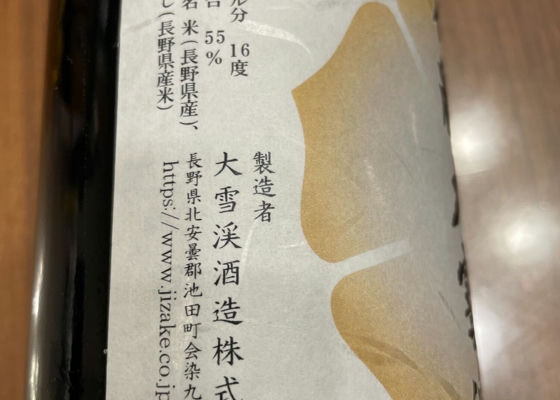 ル分 16度
合 55%
名 米(長野県産)、
し(長野県産米)
製造者
大雪渓酒造株式
長野県北安曇郡池田町会染九
https://www.jizake.co.jp